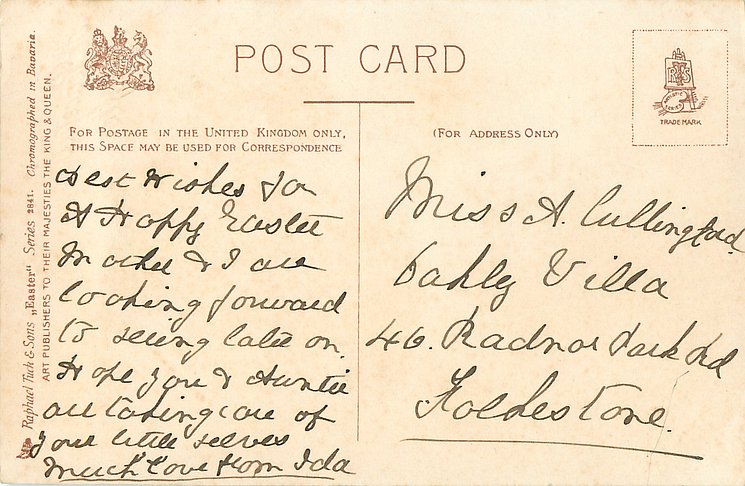 POST CARD
FOR POSTAGE IN THE UNITED KINGDOM ONLY,
THIS SPACE MAY BE USED FOR CORRESPONDENCE
(FOR ADDRESS ONLY)
TRADE MARK
Raphael Tuck & Sons „Easter" Series 2841. Chromographed in Bavaria.
ART PUBLISHERS TO THEIR MAJESTIES THE KING & QUEEN.
Best Wishes for
A Happy Easter
Mother & I are
looking forward
to seeing later on.
Hope you & Auntie
are taking care of
your little selves
Much love from Ida
Miss A. Cullingford.
Villa
46. Radnor Park Rd
Folkestone.